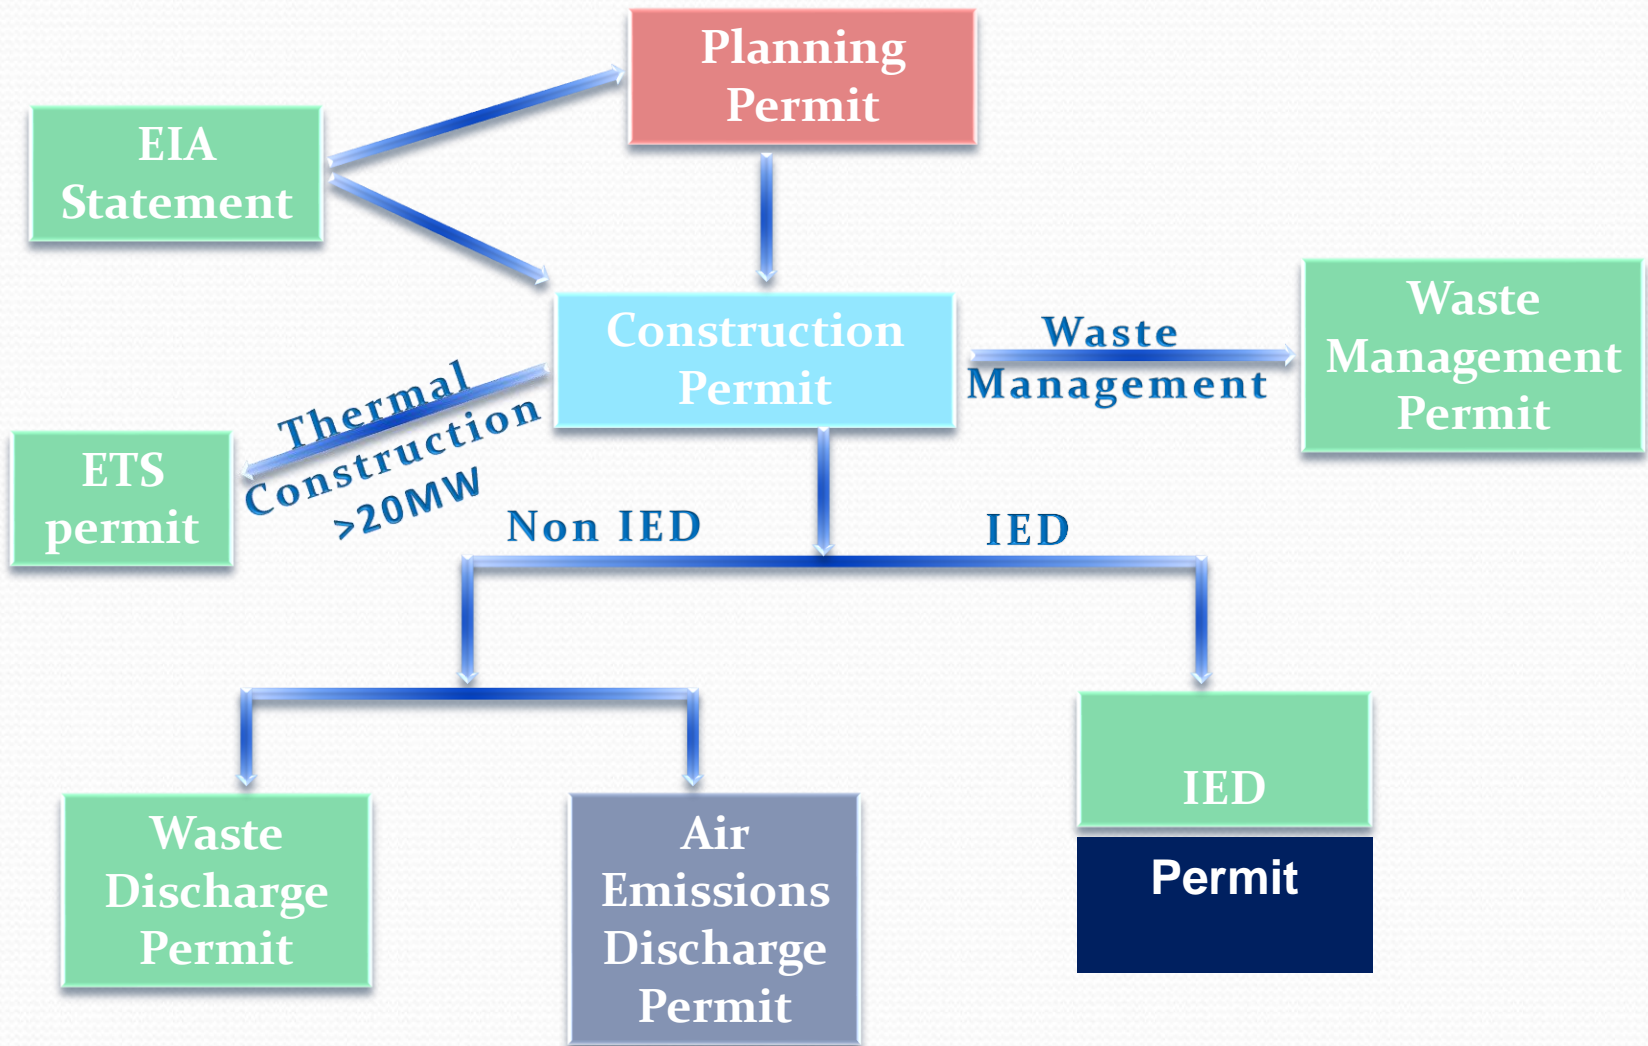 Planning
Permit
EIA
Statement
Construction
Permit
Waste
Management
Waste
Management
Permit
Thermal
Construction
>20MW
ETS
permit
Non IED
IED
Waste
Discharge
Permit
Air
Emissions
Discharge
Permit
IED
Permit